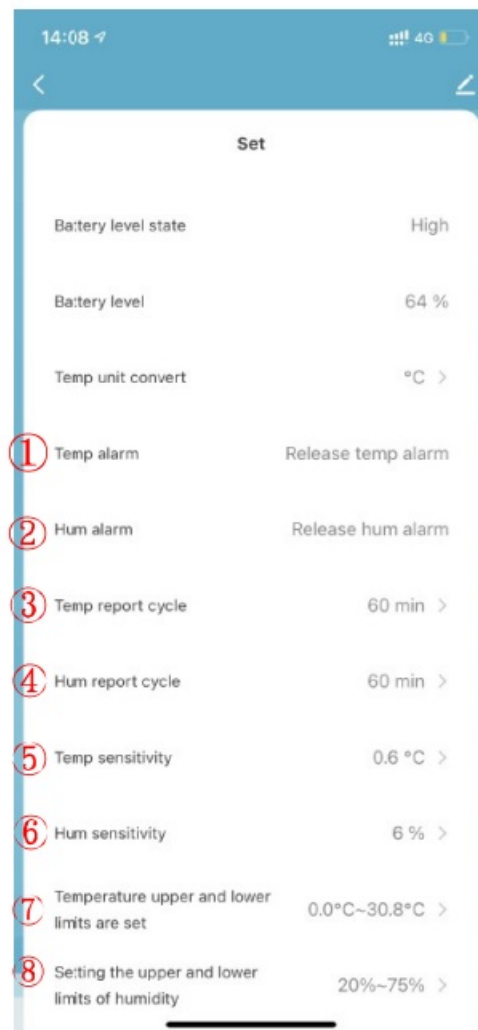 14:08 4G
Set
Battery level state High
Battery level 64 %
Temp unit convert °C >
① Temp alarm Release temp alarm
② Hum alarm Release hum alarm
③ Temp report cycle 60 min >
④ Hum report cycle 60 min >
⑤ Temp sensitivity 0.6 °C >
⑥ Hum sensitivity 6 % >
⑦ Temperature upper and lower
limits are set 0.0°C~30.8°C >
⑧ Setting the upper and lower
limits of humidity 20%~75% >